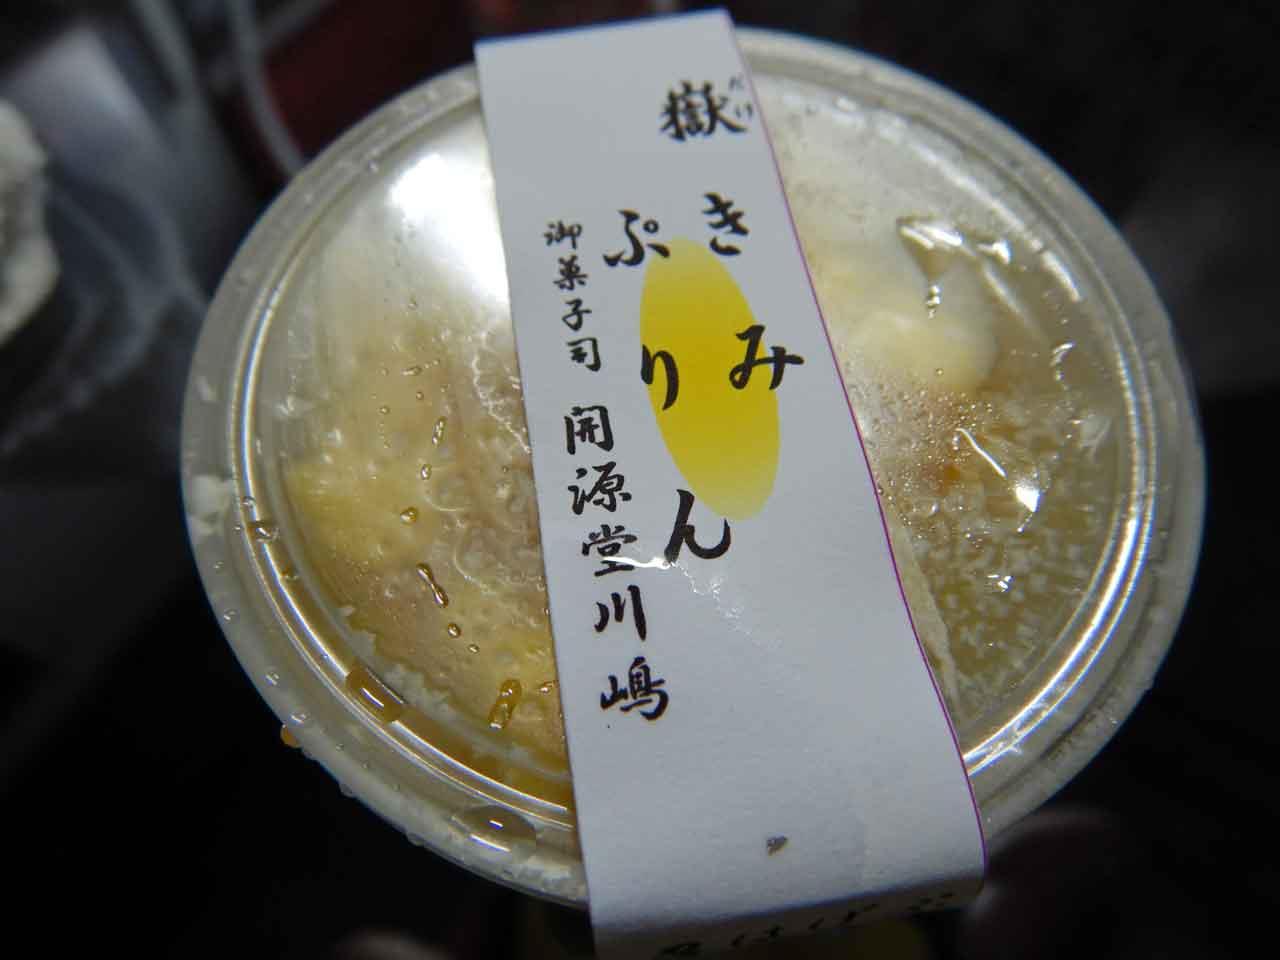 嶽きみ
だけ
ぷりん
御菓子司 開源堂川嶋